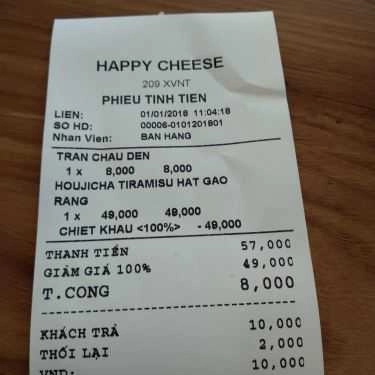 HAPPY CHEESE
209 XVNT
PHIEU TINH TIEN
LIEN: 01/01/2018 11:04:18
SO HD: 00006-0101201801
Nhan Vien: BAN HANG
TRAN CHAU DEN
1 x 8,000 8,000
HOUJICHA TIRAMISU HAT GAO
RANG
1 x 49,000 49,000
CHIET KHAU <100%> - 49,000
THANH TIỀN 57,000
GIẢM GIÁ 100% 49,000
T.CONG 8,000
KHÁCH TRẢ 10,000
THỐI LẠI 2,000
VND: 10,000